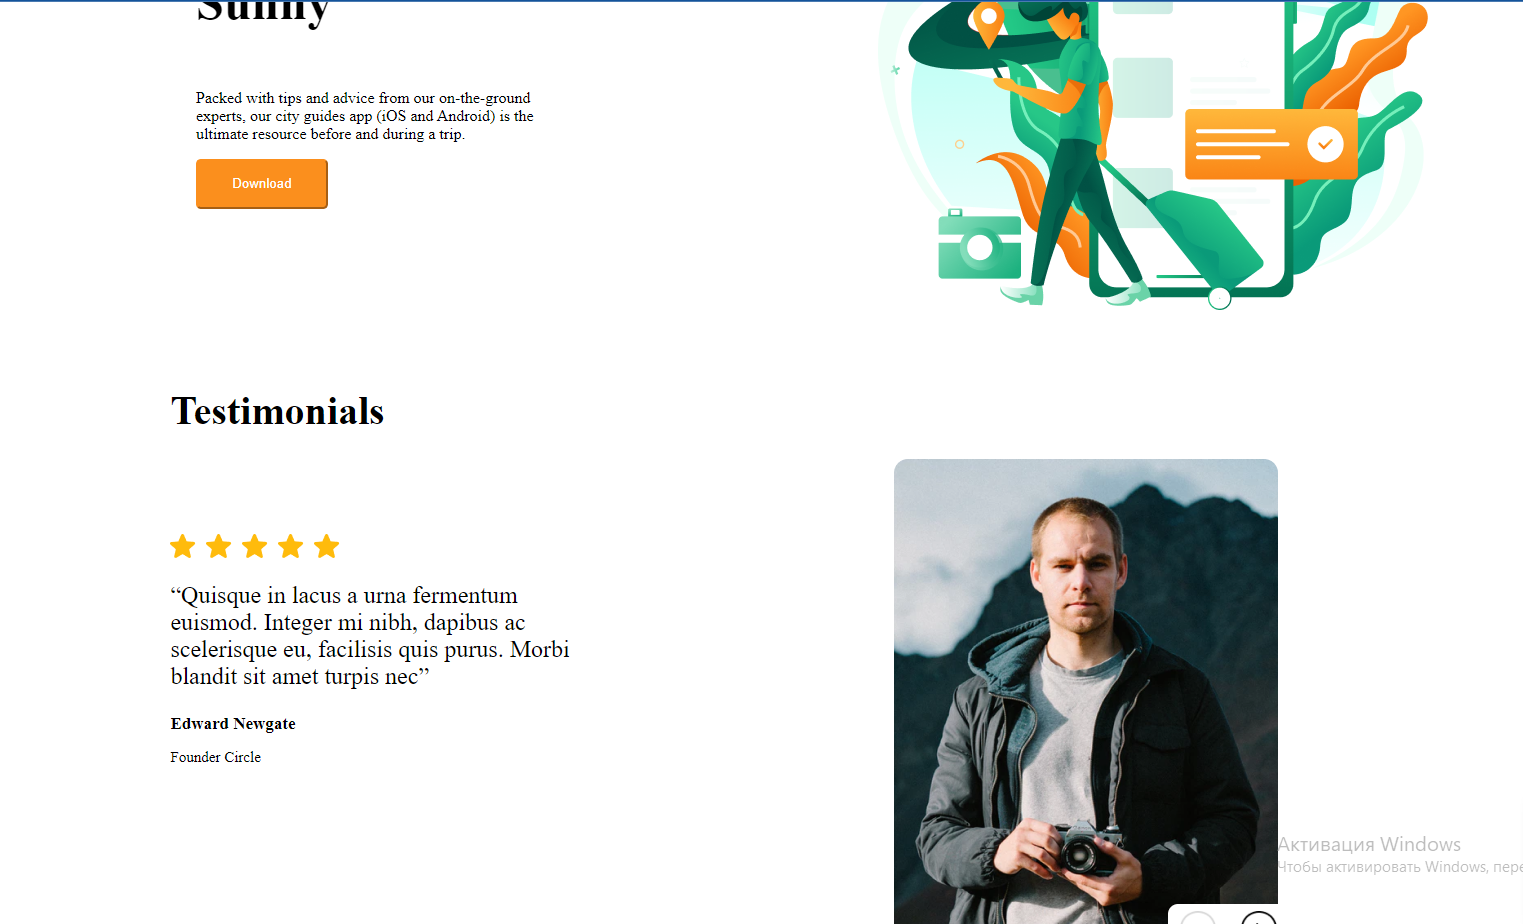 Sunny
Packed with tips and advice from our on-the-ground
experts, our city guides app (iOS and Android) is the
ultimate resource before and during a trip.
Download
Testimonials
“Quisque in lacus a urna fermentum
euismod. Integer mi nibh, dapibus ac
scelerisque eu, facilisis quis purus. Morbi
blandit sit amet turpis nec”
Edward Newgate
Founder Circle
Активация Windows
Чтобы активировать Windows, пере